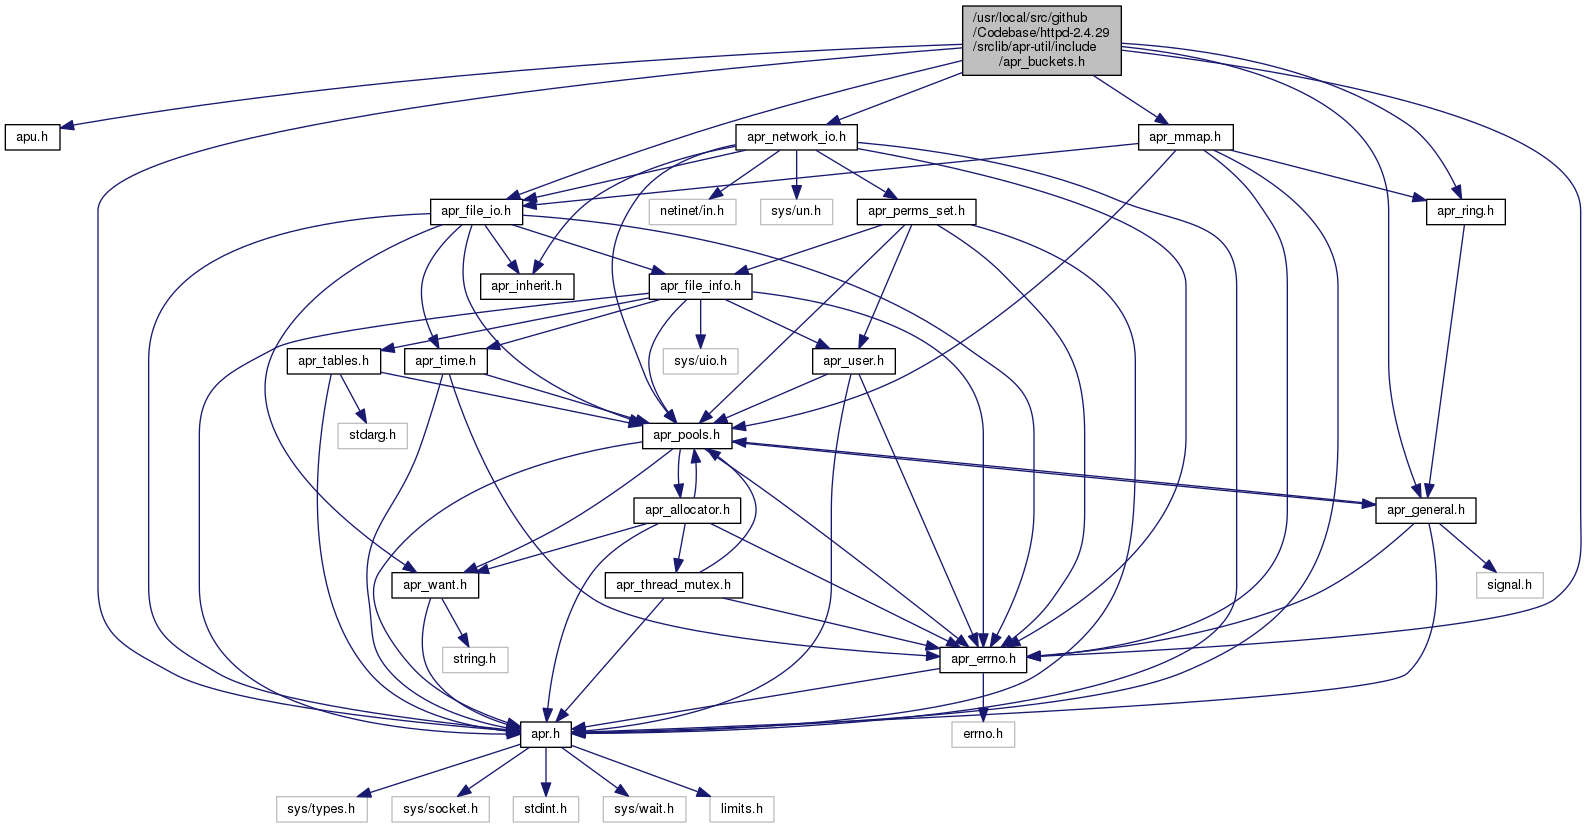 /usr/local/src/github
/Codebase/httpd-2.4.29
/srclib/apr-util/include
/apr_buckets.h
apu.h
apr_network_io.h
apr_mmap.h
apr_file_io.h
netinet/in.h
sys/un.h
apr_perms_set.h
apr_ring.h
apr_inherit.h
apr_file_info.h
apr_tables.h
apr_time.h
sys/uio.h
apr_user.h
stdarg.h
apr_pools.h
apr_allocator.h
apr_general.h
apr_want.h
apr_thread_mutex.h
signal.h
string.h
apr_errno.h
apr.h
errno.h
sys/types.h
sys/socket.h
stdint.h
sys/wait.h
limits.h